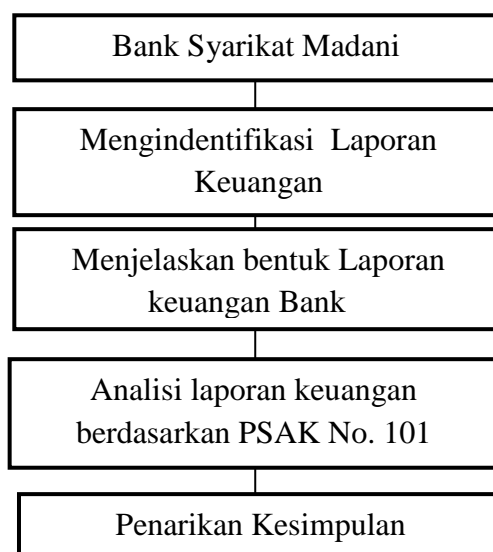 Bank Syarikat Madani
Mengindentifikasi Laporan
Keuangan
Menjelaskan bentuk Laporan
keuangan Bank
Analisi laporan keuangan
berdasarkan PSAK No. 101
Penarikan Kesimpulan